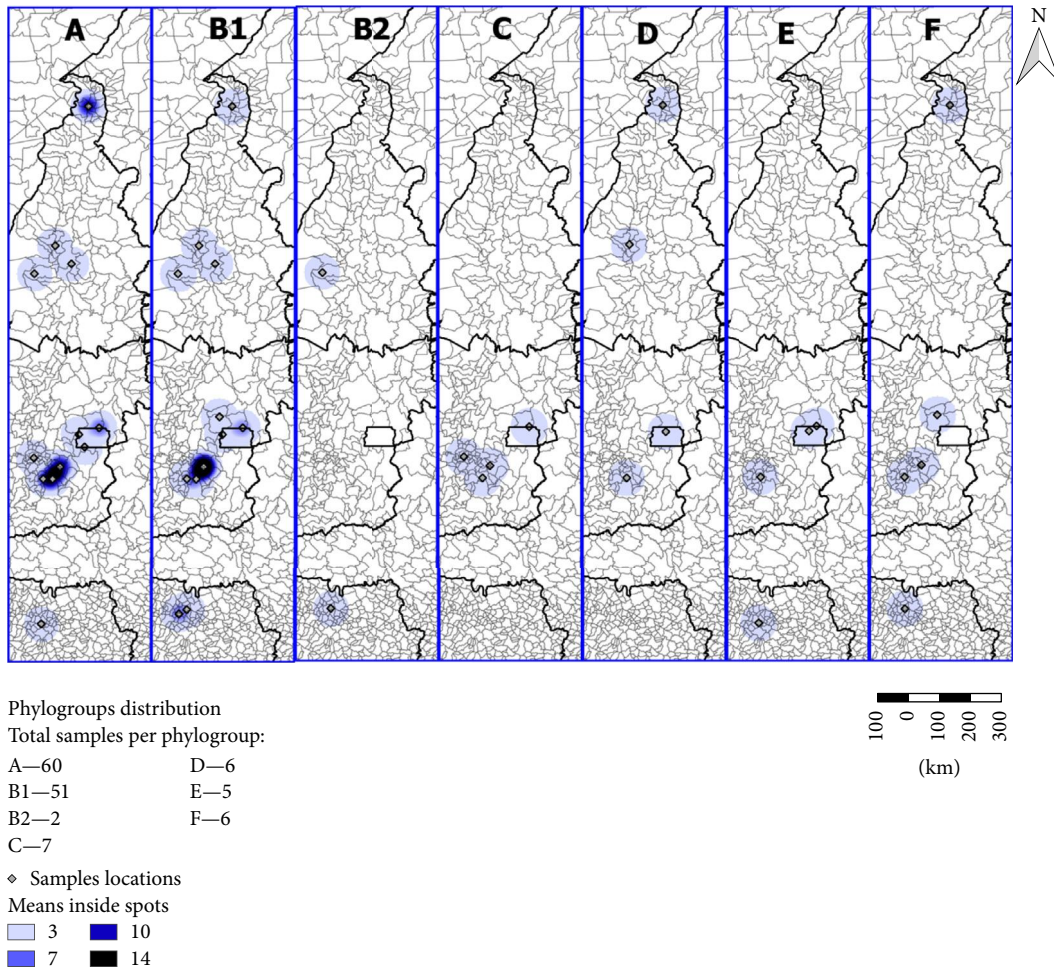 A B1 B2 C D E F
N
Phylogroups distribution
Total samples per phylogroup:
A—60 D—6
B1—51 E—5
B2—2 F—6
C—7
Samples locations
Means inside spots
3 10
7 14
100 0 100 200 300
(km)